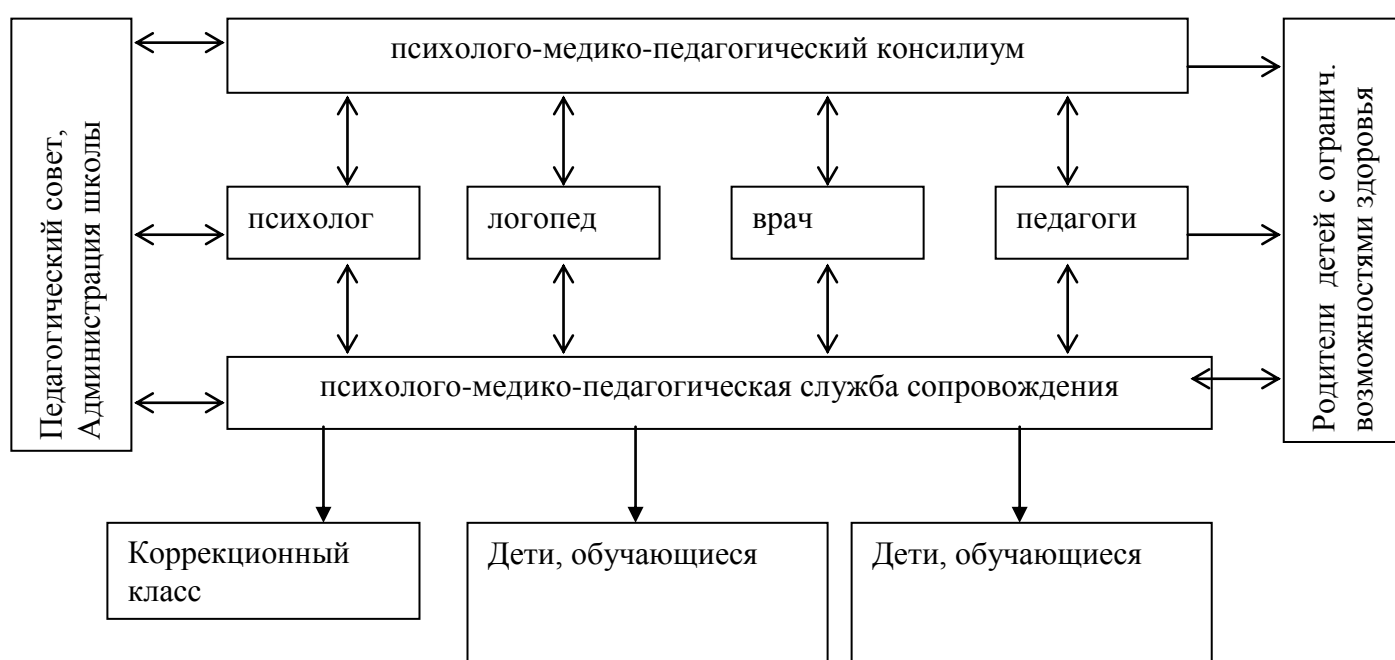 психолого-медико-педагогический консилиум
Педагогический совет,
Администрация школы
Родители детей с огранич.
возможностями здоровья
психолог
логопед
врач
педагоги
психолого-медико-педагогическая служба сопровождения
Коррекционный
класс
Дети, обучающиеся
Дети, обучающиеся